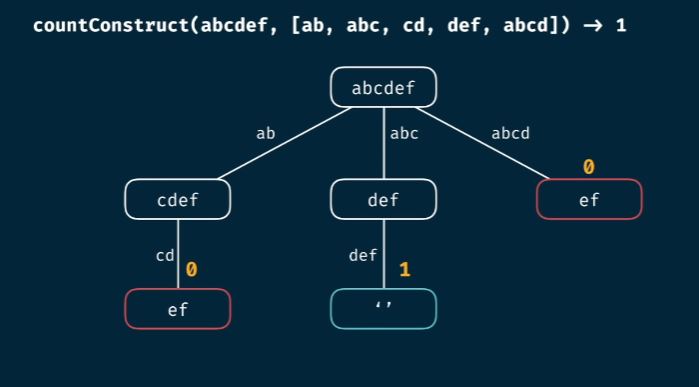 countConstruct(abcdef, [ab, abc, cd, def, abcd]) → 1
abcdef
ab
abc
abcd
0
cdef
def
ef
cd
0
def
1
ef
‘’